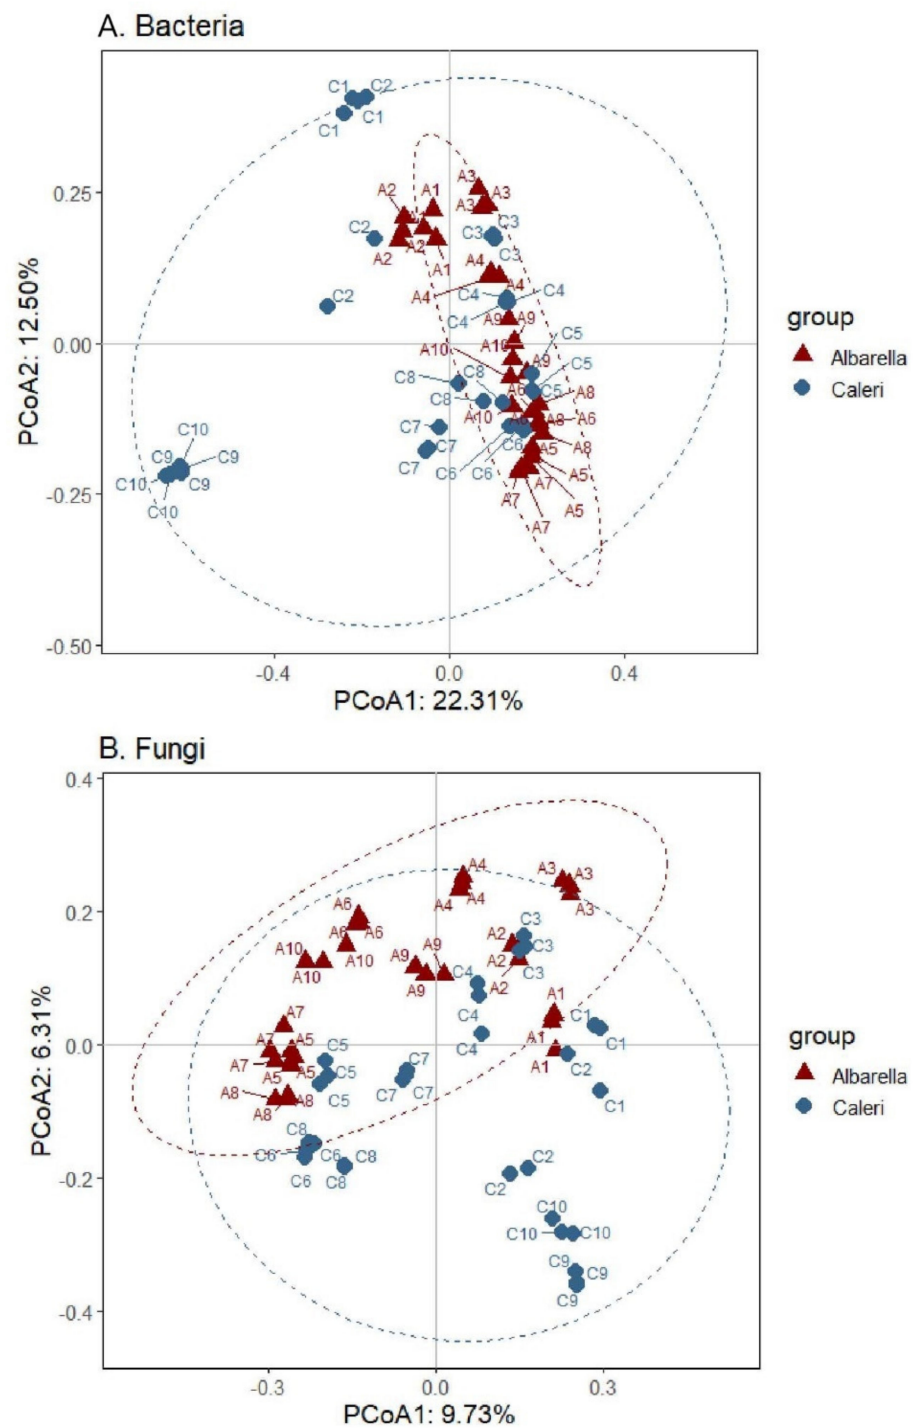 A. Bacteria
C1
C2
C1
C1
A2
A1
A3
A3
A3
C2
A1
A2
A2
A1
C3
C3
C2
A4
A4
A4
C4
C4
C4
A9
A9
C5
A10
A10
A9
C5
C8
C8
A6
C5
A8
C8
A10
A8
A6
C7
C7
C6
A8
C6
C6
A5
C7
A7
A5
A7
A7
A5
C10
C9
C9
C10
C9
C10
0.25
0.00
-0.25
-0.50
PCoA2: 12.50%
-0.4
0.0
0.4
PCoA1: 22.31%
group
Albarella
Caleri
B. Fungi
A4
A4
A4
A3
A3
A3
A6
A6
A6
A2
A2
A2
C3
C3
C3
A10
A10
A10
A9
A9
A9
C4
C4
C4
A1
A1
A1
C1
C1
C1
C2
A7
A7
A7
A5
A5
A5
C5
C5
C5
C7
C7
C7
A8
A8
A8
C8
C6
C6
C6
C8
C8
C2
C2
C10
C10
C10
C9
C9
C9
0.4
0.2
0.0
-0.2
-0.4
PCoA2: 6.31%
-0.3
0.0
0.3
PCoA1: 9.73%
group
Albarella
Caleri